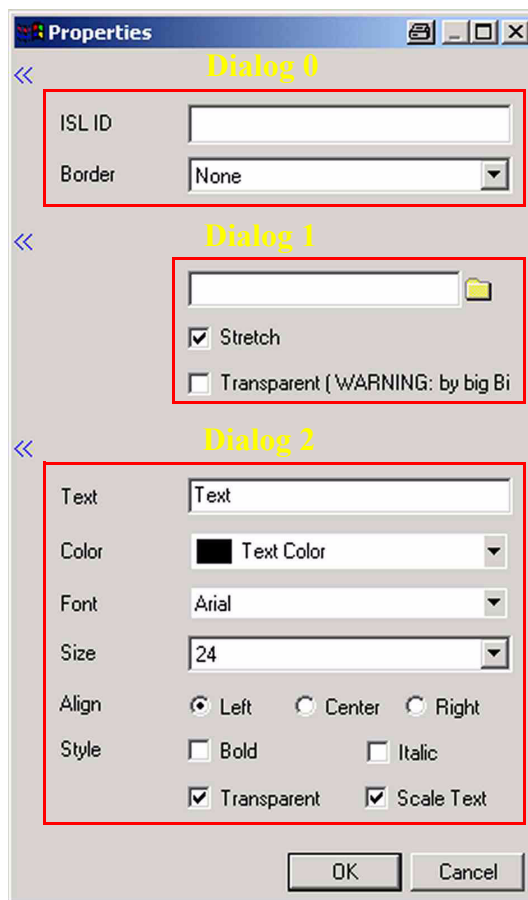 Properties
Dialog 0
ISL ID
Border None
Dialog 1
Stretch
Transparent ( WARNING: by big Bi
Dialog 2
Text Text
Color Text Color
Font Arial
Size 24
Align Left Center Right
Style Bold Italic
Transparent Scale Text
OK Cancel